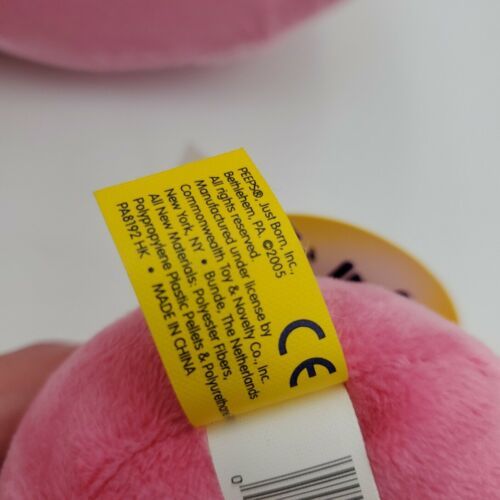 PEEPS®, Just Born, Inc.,
Bethlehem, PA. ©2005
All rights reserved.
Manufactured under license by
Commonwealth Toy & Novelty Co., Inc.
New York, NY • Bunde, The Netherlands
All New Materials: Polyester Fibers,
Polypropylene Plastic Pellets & Polyurethane
PA8192 HK • MADE IN CHINA
CE
0